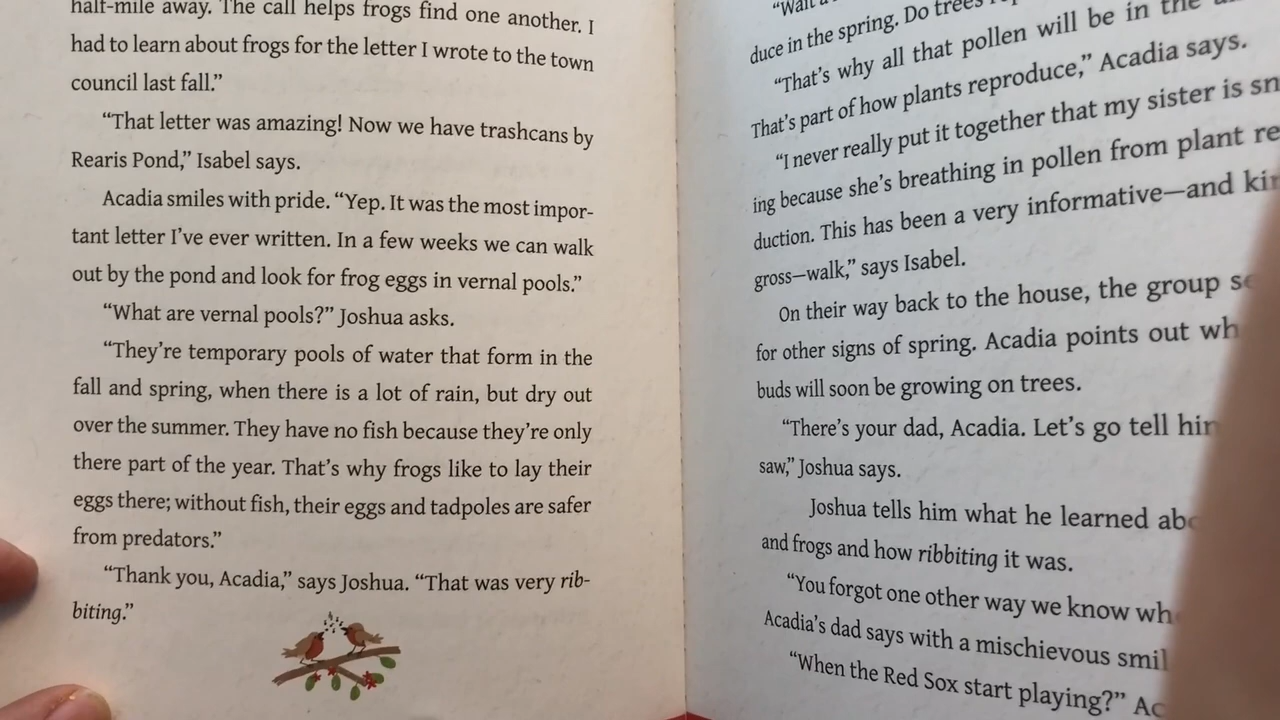 half-mile away. The call helps frogs find one another. I
had to learn about frogs for the letter I wrote to the town
council last fall.”
“That letter was amazing! Now we have trashcans by
Rearis Pond,” Isabel says.
Acadia smiles with pride. “Yep. It was the most impor-
tant letter I’ve ever written. In a few weeks we can walk
out by the pond and look for frog eggs in vernal pools.”
“What are vernal pools?” Joshua asks.
“They’re temporary pools of water that form in the
fall and spring, when there is a lot of rain, but dry out
over the summer. They have no fish because they’re only
there part of the year. That’s why frogs like to lay their
eggs there; without fish, their eggs and tadpoles are safer
from predators.”
“Thank you, Acadia,” says Joshua. “That was very rib-
biting.”
“Wait a
duce in the spring. Do trees
“That’s why all that pollen will be in the
That’s part of how plants reproduce,” Acadia says.
“I never really put it together that my sister is
ing because she’s breathing in pollen from plant
duction. This has been a very informative—and
gross—walk,” says Isabel.
On their way back to the house, the group
for other signs of spring. Acadia points out
buds will soon be growing on trees.
“There’s your dad, Acadia. Let’s go tell
saw,” Joshua says.
Joshua tells him what he learned
and frogs and how ribbiting it was.
“You forgot one other way we know
Acadia’s dad says with a mischievous
“When the Red Sox start playing?”